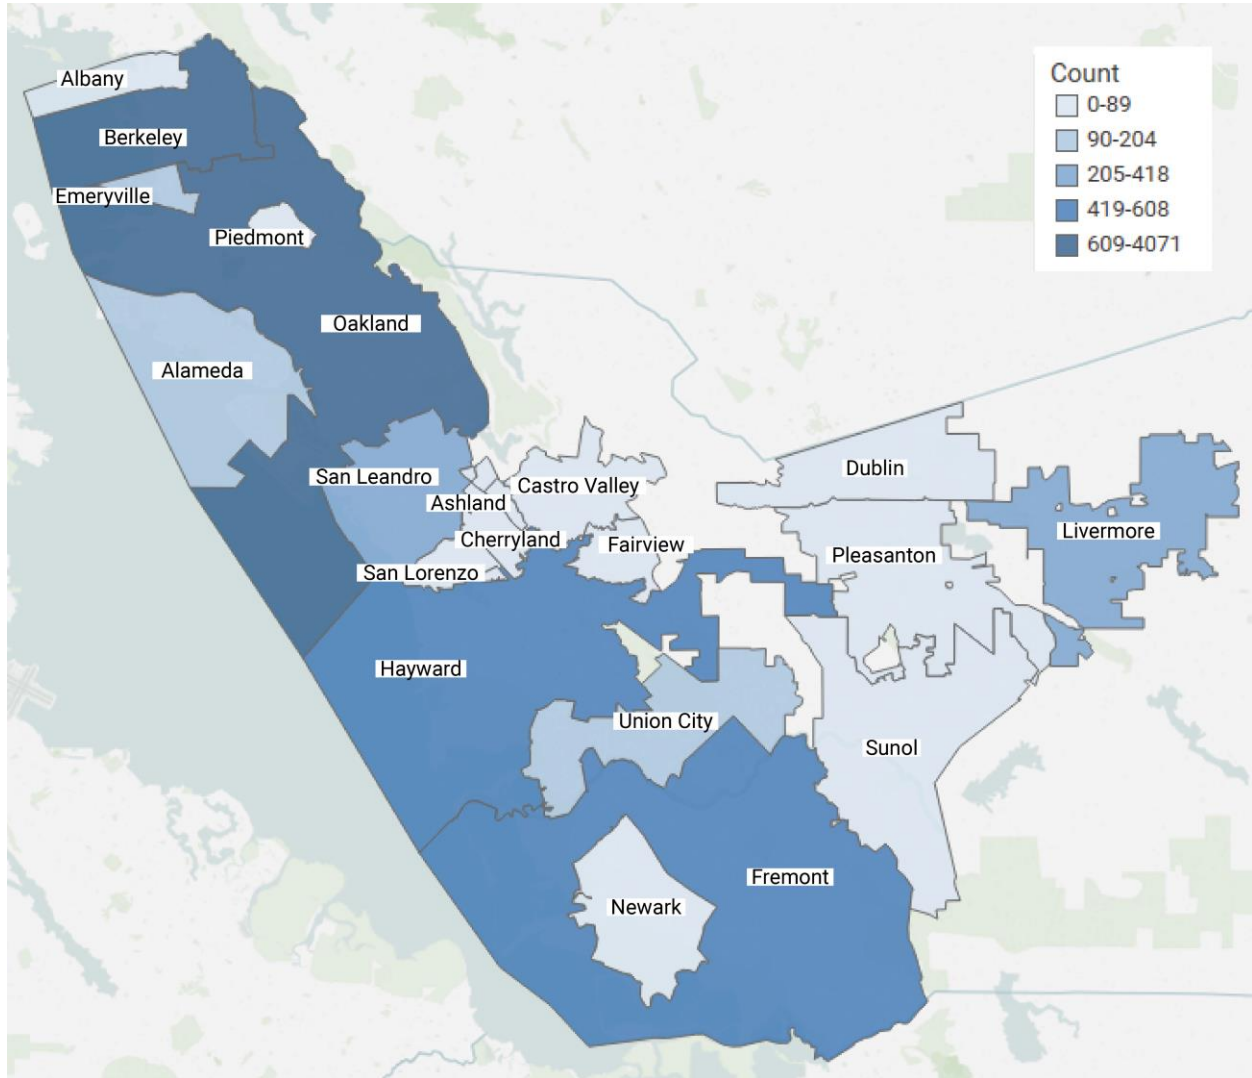 Albany
Berkeley
Emeryville
Piedmont
Oakland
Alameda
San Leandro
Ashland
Castro Valley
Cherryland
Fairview
San Lorenzo
Dublin
Livermore
Pleasanton
Hayward
Union City
Sunol
Fremont
Newark
Count
0-89
90-204
205-418
419-608
609-4071